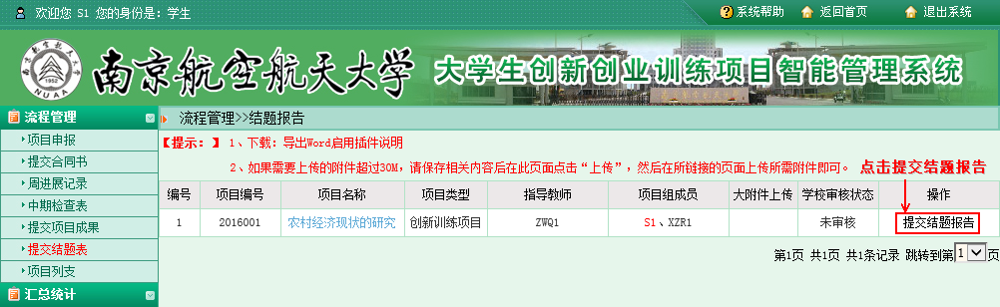 欢迎您 S1 您的身份是：学生
系统帮助 返回首页 退出系统
NUAA 1952
南京航空航天大学 大学生创新创业训练项目智能管理系统
流程管理
项目申报
提交合同书
周进展记录
中期检查表
提交项目成果
提交结题表
项目列支
汇总统计
流程管理>>结题报告
【提示：】 1、下载：导出Word启用插件说明
2、如果需要上传的附件超过30M，请保存相关内容后在此页面点击“上传”，然后在所链接的页面上传所需附件即可。
点击提交结题报告
编号 项目编号 项目名称 项目类型 指导教师 项目组成员 大附件上传 学校审核状态 操作
1 2016001 农村经济现状的研究 创新训练项目 ZWQ1 S1、XZR1 未审核 提交结题报告
第1页 共1页 共1条记录 跳转到第1页